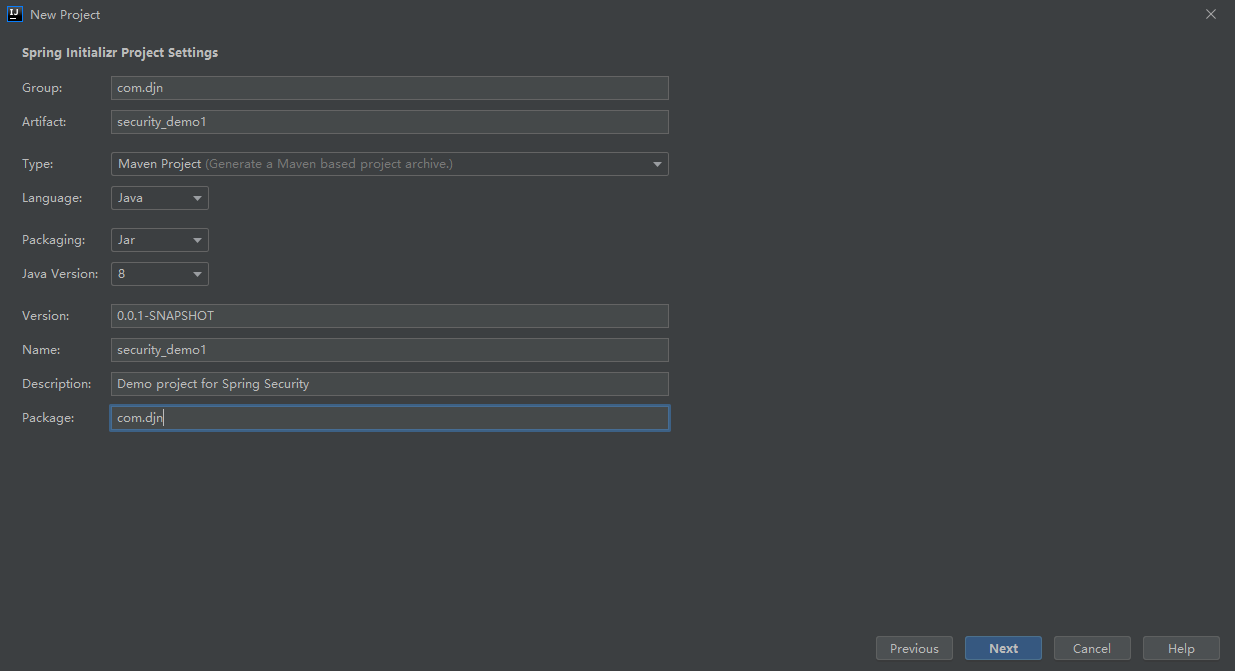 IJ
New Project
Spring Initializr Project Settings
Group: com.djn
Artifact: security_demo1
Type: Maven Project (Generate a Maven based project archive.)
Language: Java
Packaging: Jar
Java Version: 8
Version: 0.0.1-SNAPSHOT
Name: security_demo1
Description: Demo project for Spring Security
Package: com.djn
Previous Next Cancel Help